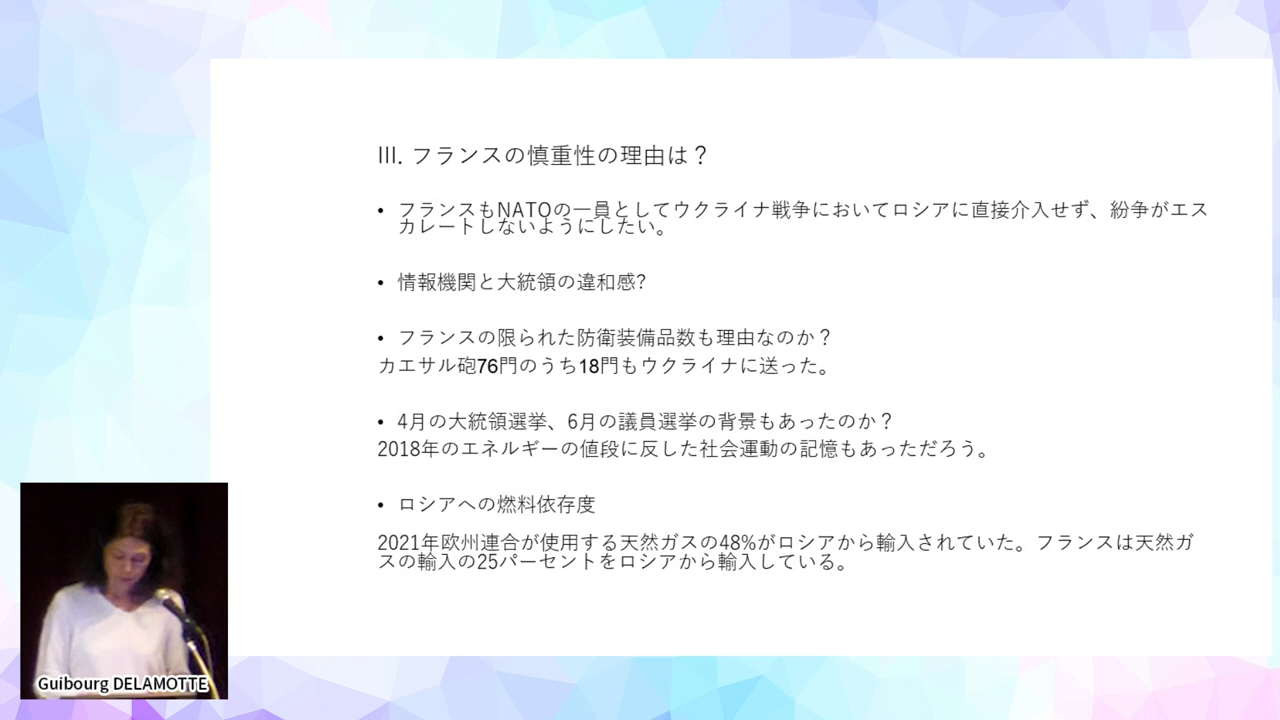 III. フランスの慎重性の理由は？
• フランスもNATOの一員としてウクライナ戦争においてロシアに直接介入せず、紛争がエス
カレートしないようにしたい。
• 情報機関と大統領の違和感?
• フランスの限られた防衛装備品数も理由なのか？
カエサル砲76門のうち18門もウクライナに送った。
• 4月の大統領選挙、6月の議員選挙の背景もあったのか？
2018年のエネルギーの値段に反した社会運動の記憶もあっただろう。
• ロシアへの燃料依存度
2021年欧州連合が使用する天然ガスの48%がロシアから輸入されていた。フランスは天然ガ
スの輸入の25パーセントをロシアから輸入している。
Guibourg DELAMOTTE